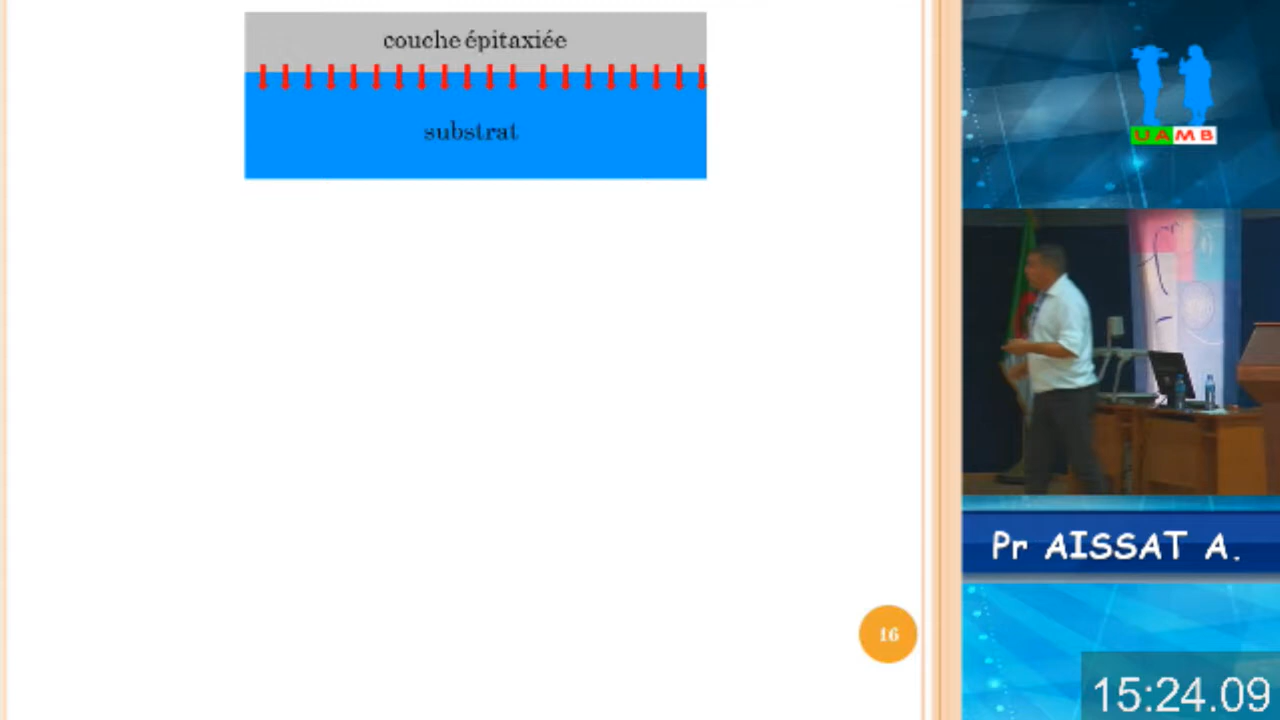 couche épitaxiée
substrat
16
UAMB
Pr AISSAT A.
15:24.09